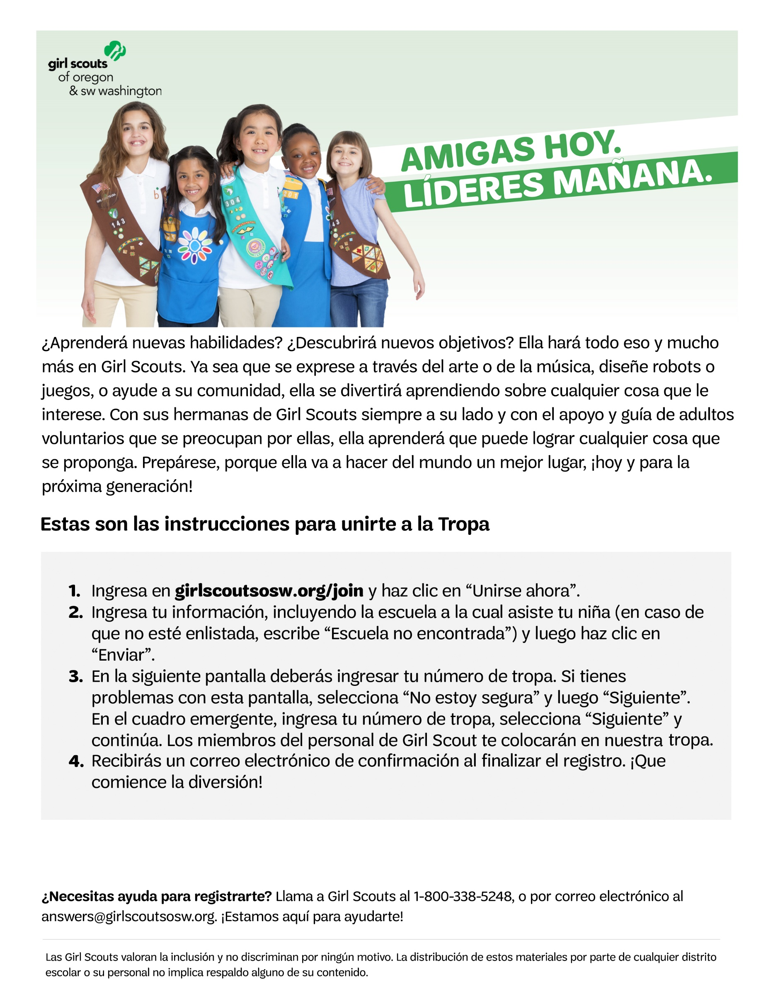 girl scouts
of oregon
& sw washington
AMIGAS HOY.
LÍDERES MAÑANA.
GIRL SCOUTS USA
143
b
304
201
143
¿Aprenderá nuevas habilidades? ¿Descubrirá nuevos objetivos? Ella hará todo eso y mucho
más en Girl Scouts. Ya sea que se exprese a través del arte o de la música, diseñe robots o
juegos, o ayude a su comunidad, ella se divertirá aprendiendo sobre cualquier cosa que le
interese. Con sus hermanas de Girl Scouts siempre a su lado y con el apoyo y guía de adultos
voluntarios que se preocupan por ellas, ella aprenderá que puede lograr cualquier cosa que
se proponga. Prepárese, porque ella va a hacer del mundo un mejor lugar, ¡hoy y para la
próxima generación!
Estas son las instrucciones para unirte a la Tropa
1. Ingresa en girlscoutsosw.org/join y haz clic en “Unirse ahora”.
2. Ingresa tu información, incluyendo la escuela a la cual asiste tu niña (en caso de
que no esté enlistada, escribe “Escuela no encontrada”) y luego haz clic en
“Enviar”.
3. En la siguiente pantalla deberás ingresar tu número de tropa. Si tienes
problemas con esta pantalla, selecciona “No estoy segura” y luego “Siguiente”.
En el cuadro emergente, ingresa tu número de tropa, selecciona “Siguiente” y
continúa. Los miembros del personal de Girl Scout te colocarán en nuestra tropa.
4. Recibirás un correo electrónico de confirmación al finalizar el registro. ¡Que
comience la diversión!
¿Necesitas ayuda para registrarte? Llama a Girl Scouts al 1-800-338-5248, o por correo electrónico al
answers@girlscoutsosw.org. ¡Estamos aquí para ayudarte!
Las Girl Scouts valoran la inclusión y no discriminan por ningún motivo. La distribución de estos materiales por parte de cualquier distrito
escolar o su personal no implica respaldo alguno de su contenido.